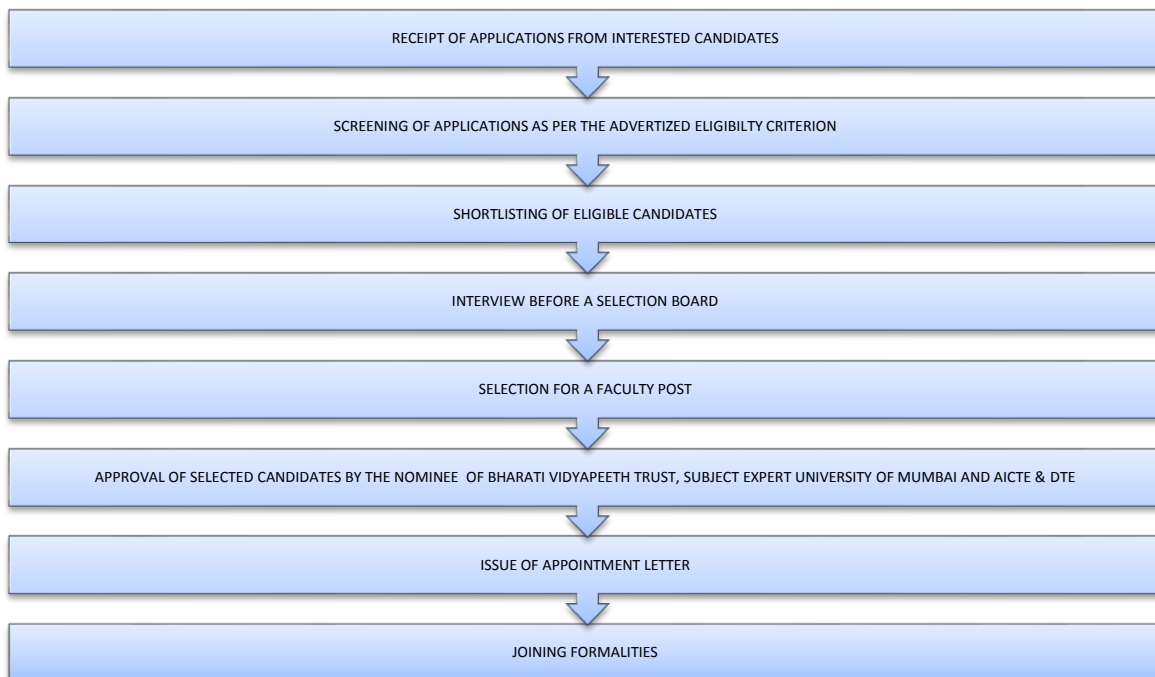 RECEIPT OF APPLICATIONS FROM INTERESTED CANDIDATES
SCREENING OF APPLICATIONS AS PER THE ADVERTIZED ELIGIBILTY CRITERION
SHORTLISTING OF ELIGIBLE CANDIDATES
INTERVIEW BEFORE A SELECTION BOARD
SELECTION FOR A FACULTY POST
APPROVAL OF SELECTED CANDIDATES BY THE NOMINEE OF BHARATI VIDYAPEETH TRUST, SUBJECT EXPERT UNIVERSITY OF MUMBAI AND AICTE & DTE
ISSUE OF APPOINTMENT LETTER
JOINING FORMALITIES